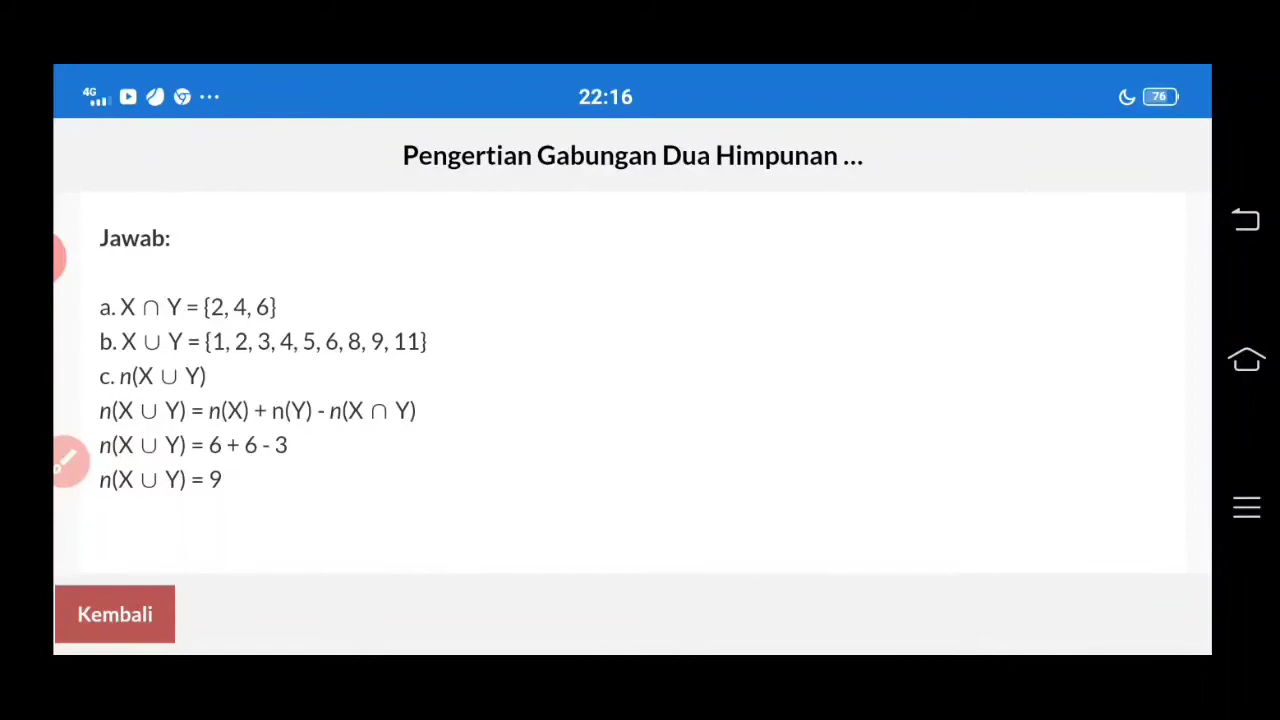 4G 22:16 76
Pengertian Gabungan Dua Himpunan ...
Jawab:
a. X ∩ Y = {2, 4, 6}
b. X ∪ Y = {1, 2, 3, 4, 5, 6, 8, 9, 11}
c. n(X ∪ Y)
n(X ∪ Y) = n(X) + n(Y) - n(X ∩ Y)
n(X ∪ Y) = 6 + 6 - 3
n(X ∪ Y) = 9
Kembali